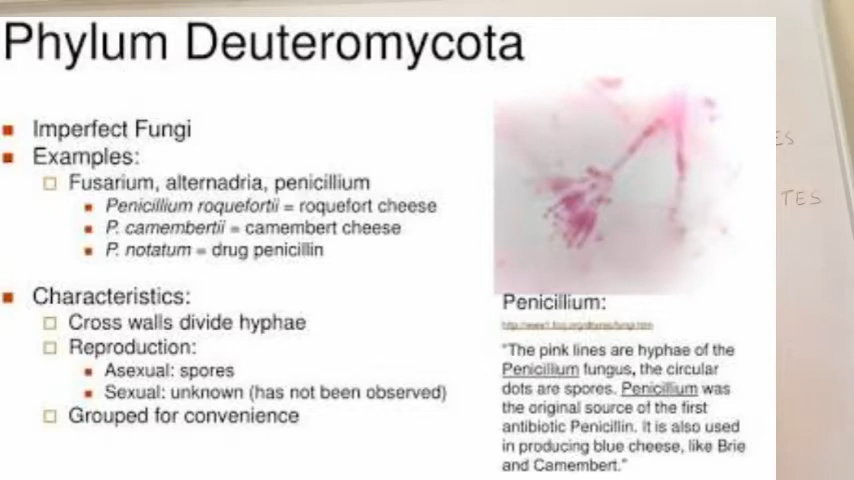 Phylum Deuteromycota
Imperfect Fungi
Examples:
Fusarium, alternadria, penicillium
Penicillium roquefortii = roquefort cheese
P. camembertii = camembert cheese
P. notatum = drug penicillin
Characteristics:
Cross walls divide hyphae
Reproduction:
Asexual: spores
Sexual: unknown (has not been observed)
Grouped for convenience
Penicillium:
"The pink lines are hyphae of the
Penicillium fungus, the circular
dots are spores. Penicillium was
the original source of the first
antibiotic Penicillin. It is also used
in producing blue cheese, like Brie
and Camembert."
ES
TES